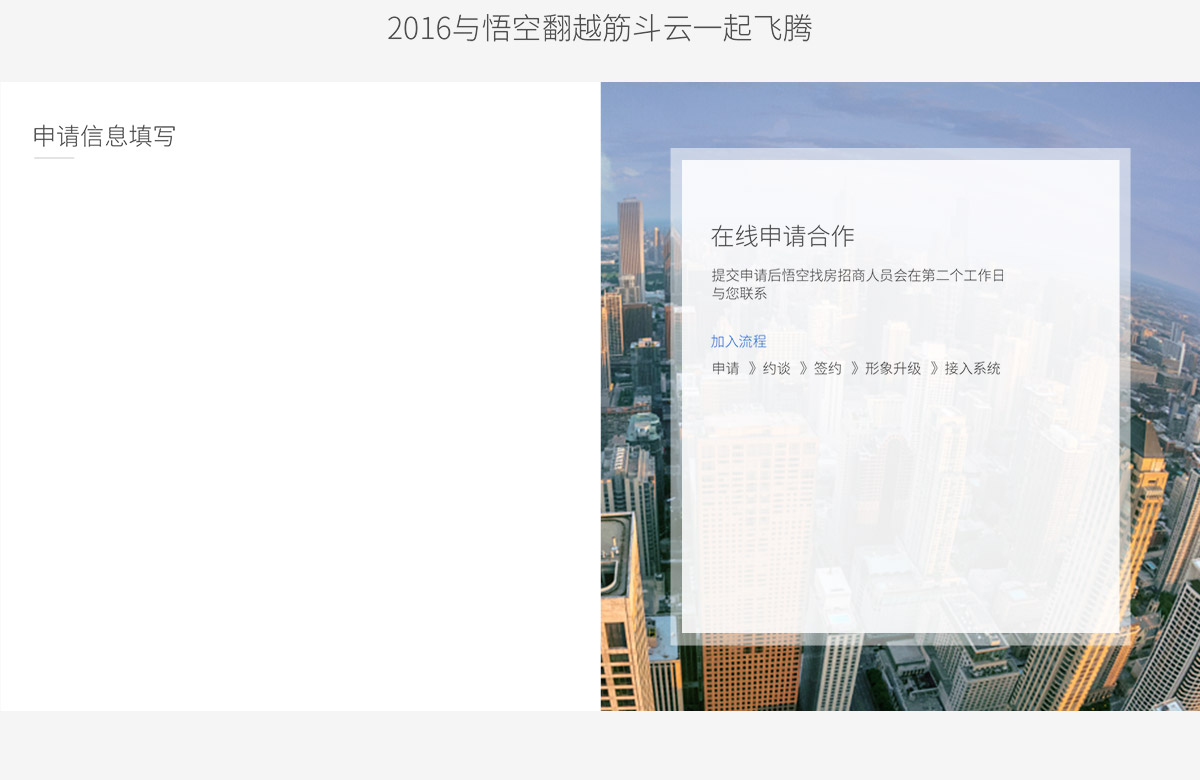 2016与悟空翻越筋斗云一起飞腾
申请信息填写
在线申请合作
提交申请后悟空找房招商人员会在第二个工作日
与您联系
加入流程
申请 》约谈 》签约 》形象升级 》接入系统